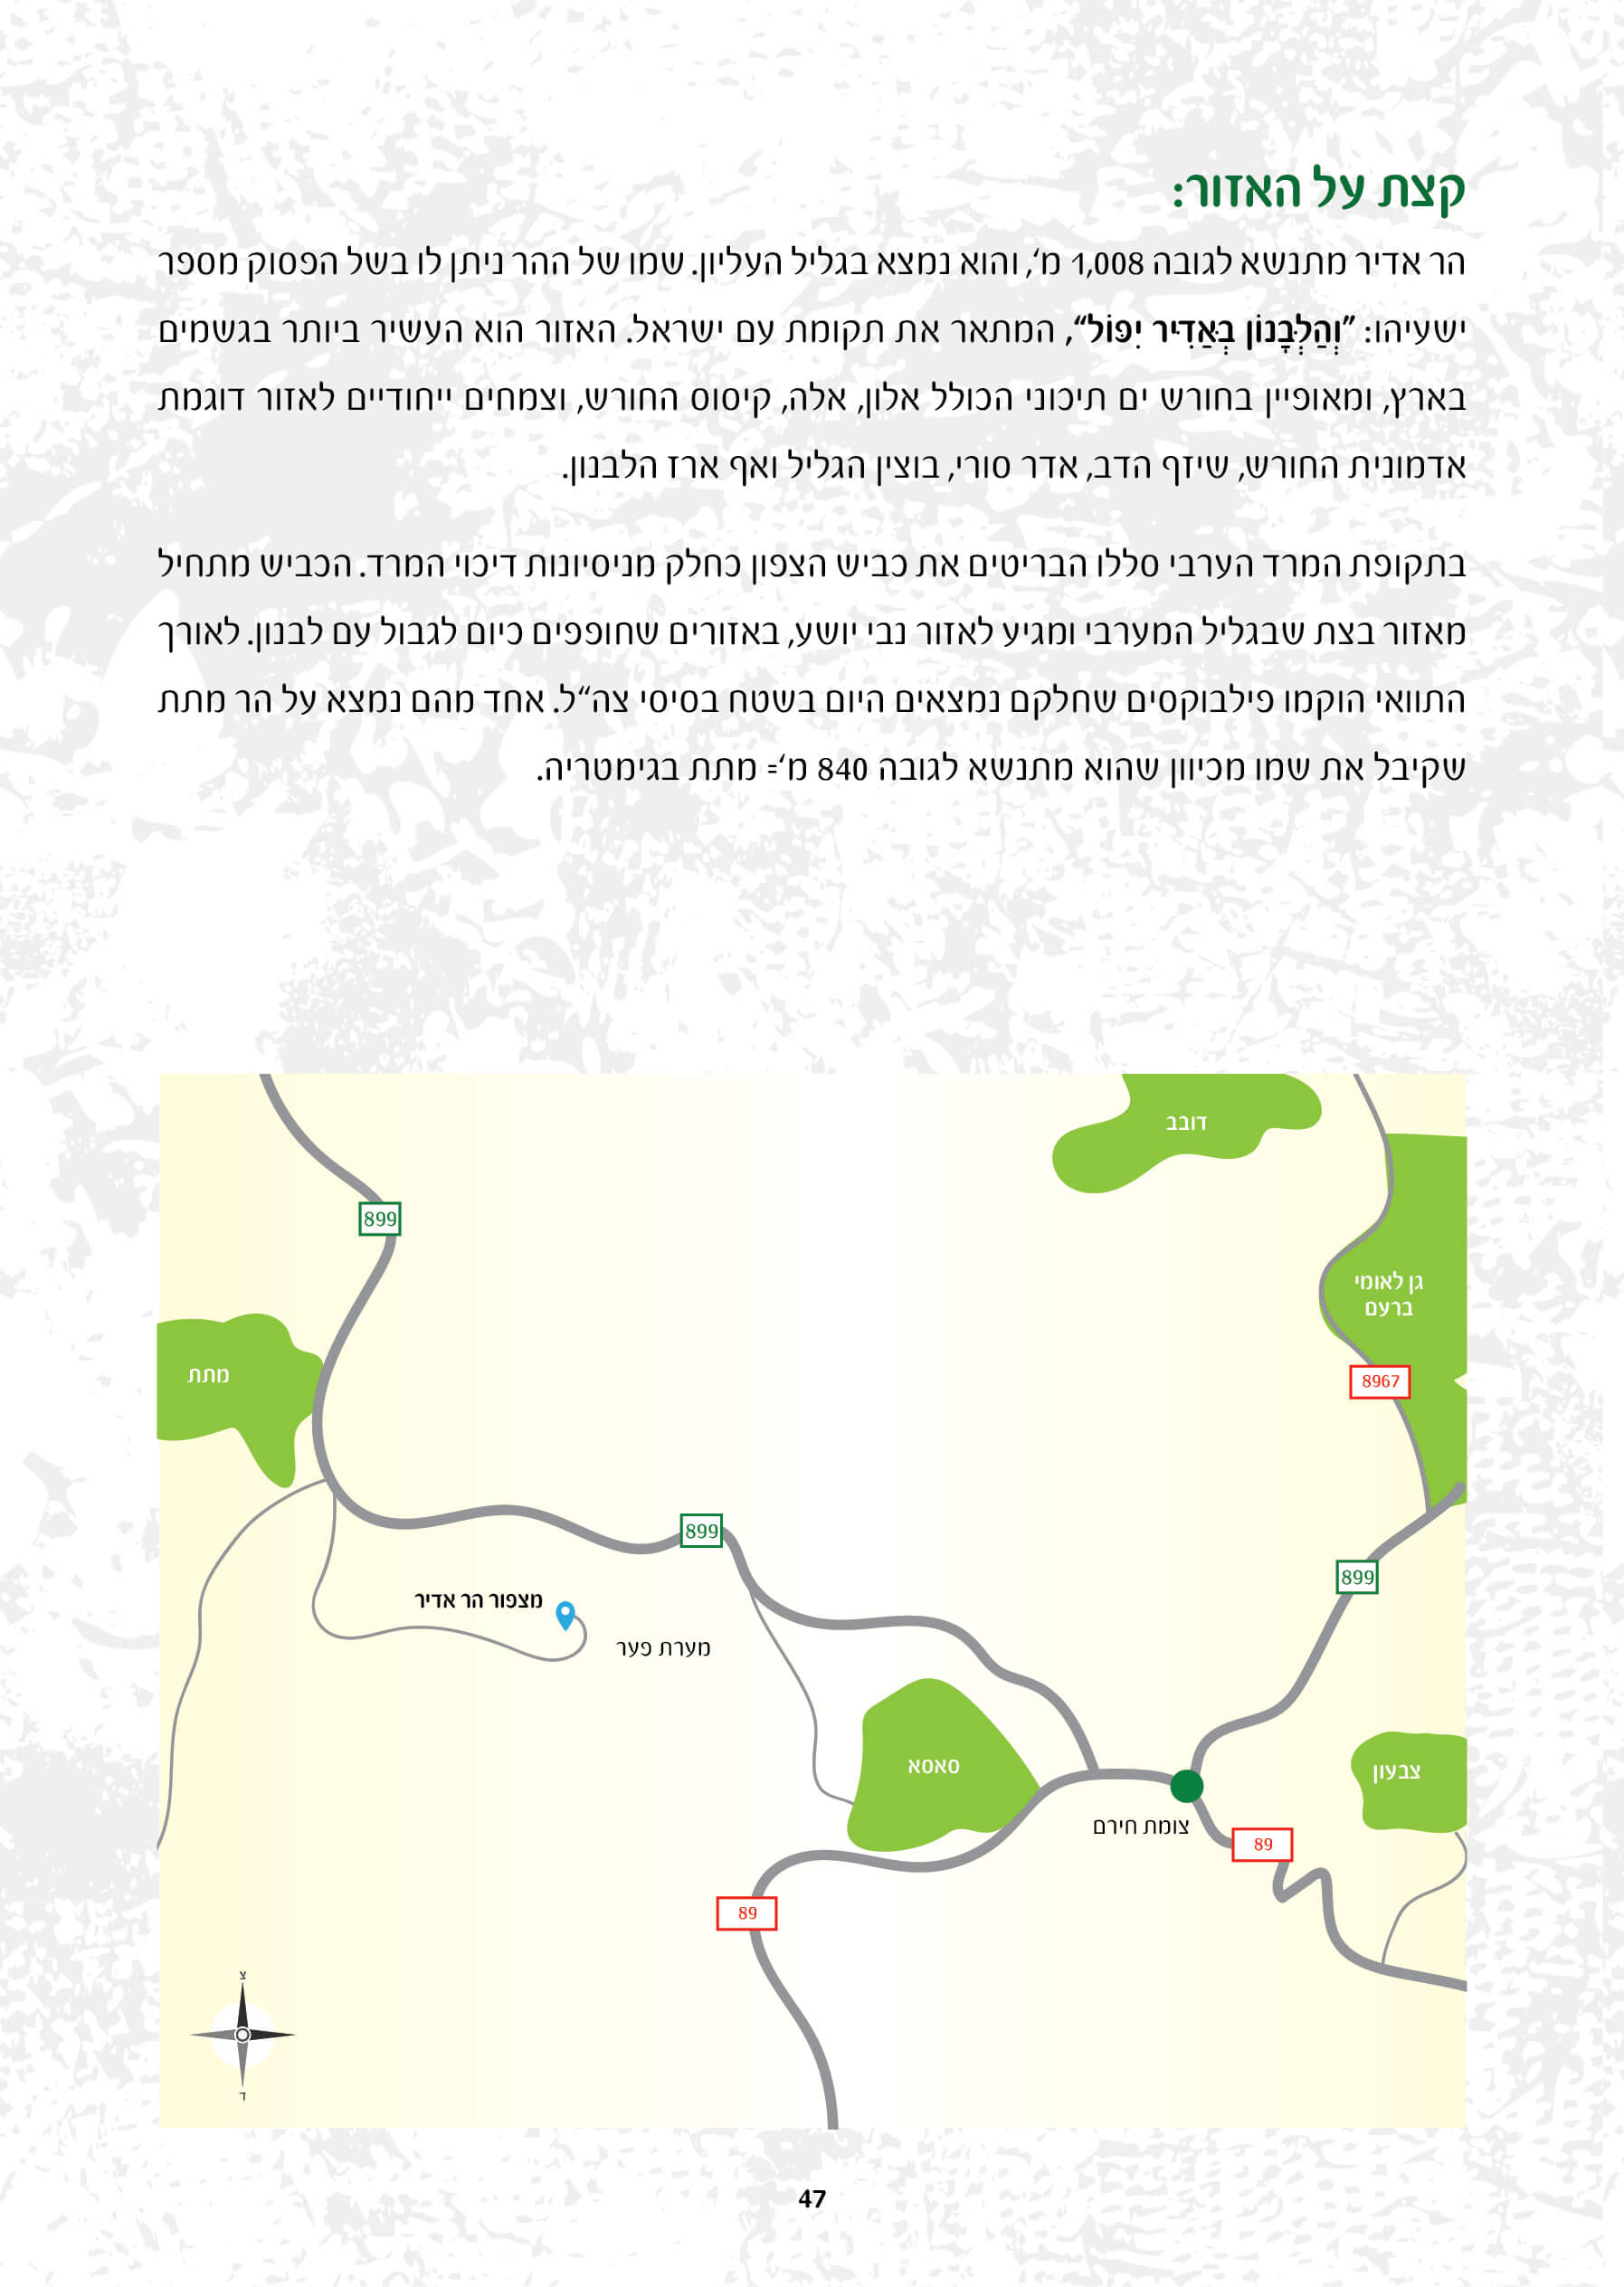 קצת על האזור:
הר אדיר מתנשא לגובה 1,008 מ', והוא נמצא בגליל העליון. שמו של ההר ניתן לו בשל הפסוק מספר
ישעיהו: "וְהַלְּבָנוֹן בְּאַדִּיר יִפּוֹל", המתאר את תקומת עם ישראל. האזור הוא העשיר ביותר בגשמים
בארץ, ומאופיין בחורש ים תיכוני הכולל אלון, אלה, קיסוס החורש, וצמחים ייחודיים לאזור דוגמת
אדמונית החורש, שיזף הדב, אדר סורי, בוצין הגליל ואף ארז הלבנון.
בתקופת המרד הערבי סללו הבריטים את כביש הצפון כחלק מניסיונות דיכוי המרד. הכביש מתחיל
מאזור בצת שבגליל המערבי ומגיע לאזור נבי יושע, באזורים שחופפים כיום לגבול עם לבנון. לאורך
התוואי הוקמו פילבוקסים שחלקם נמצאים היום בשטח בסיסי צה"ל. אחד מהם נמצא על הר מתת
שקיבל את שמו מכיוון שהוא מתנשא לגובה 840 מ'= מתת בגימטריה.
דובב
899
גן לאומי
ברעם
מתת
8967
899
899
מצפור הר אדיר
מערת פער
סאסא
צבעון
צומת חירם
89
89
צ
ד
47